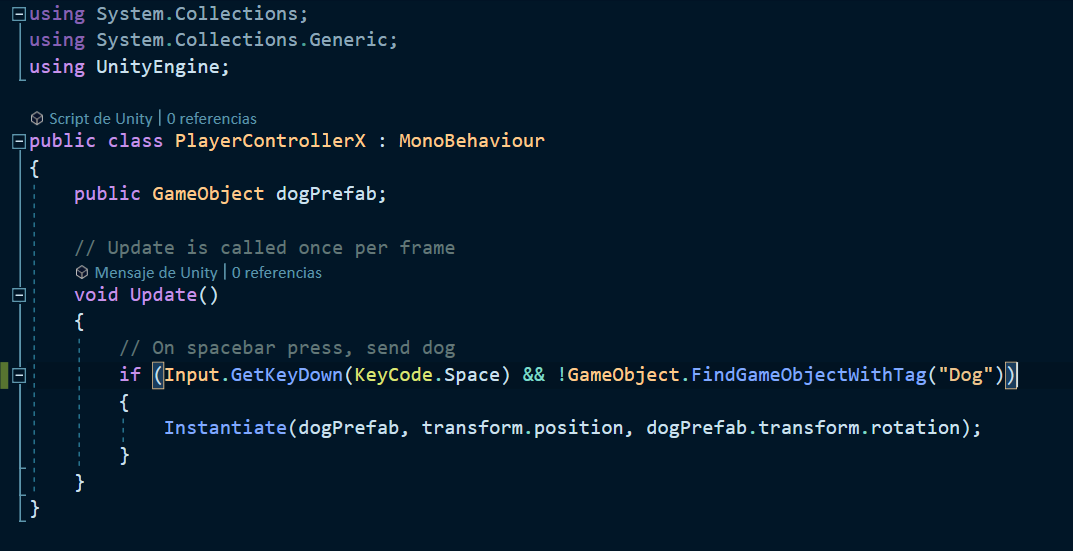 using System.Collections;
using System.Collections.Generic;
using UnityEngine;
Script de Unity | 0 referencias
public class PlayerControllerX : MonoBehaviour
{
public GameObject dogPrefab;
// Update is called once per frame
Mensaje de Unity | 0 referencias
void Update()
{
// On spacebar press, send dog
if (Input.GetKeyDown(KeyCode.Space) && !GameObject.FindGameObjectWithTag("Dog"))
{
Instantiate(dogPrefab, transform.position, dogPrefab.transform.rotation);
}
}
}